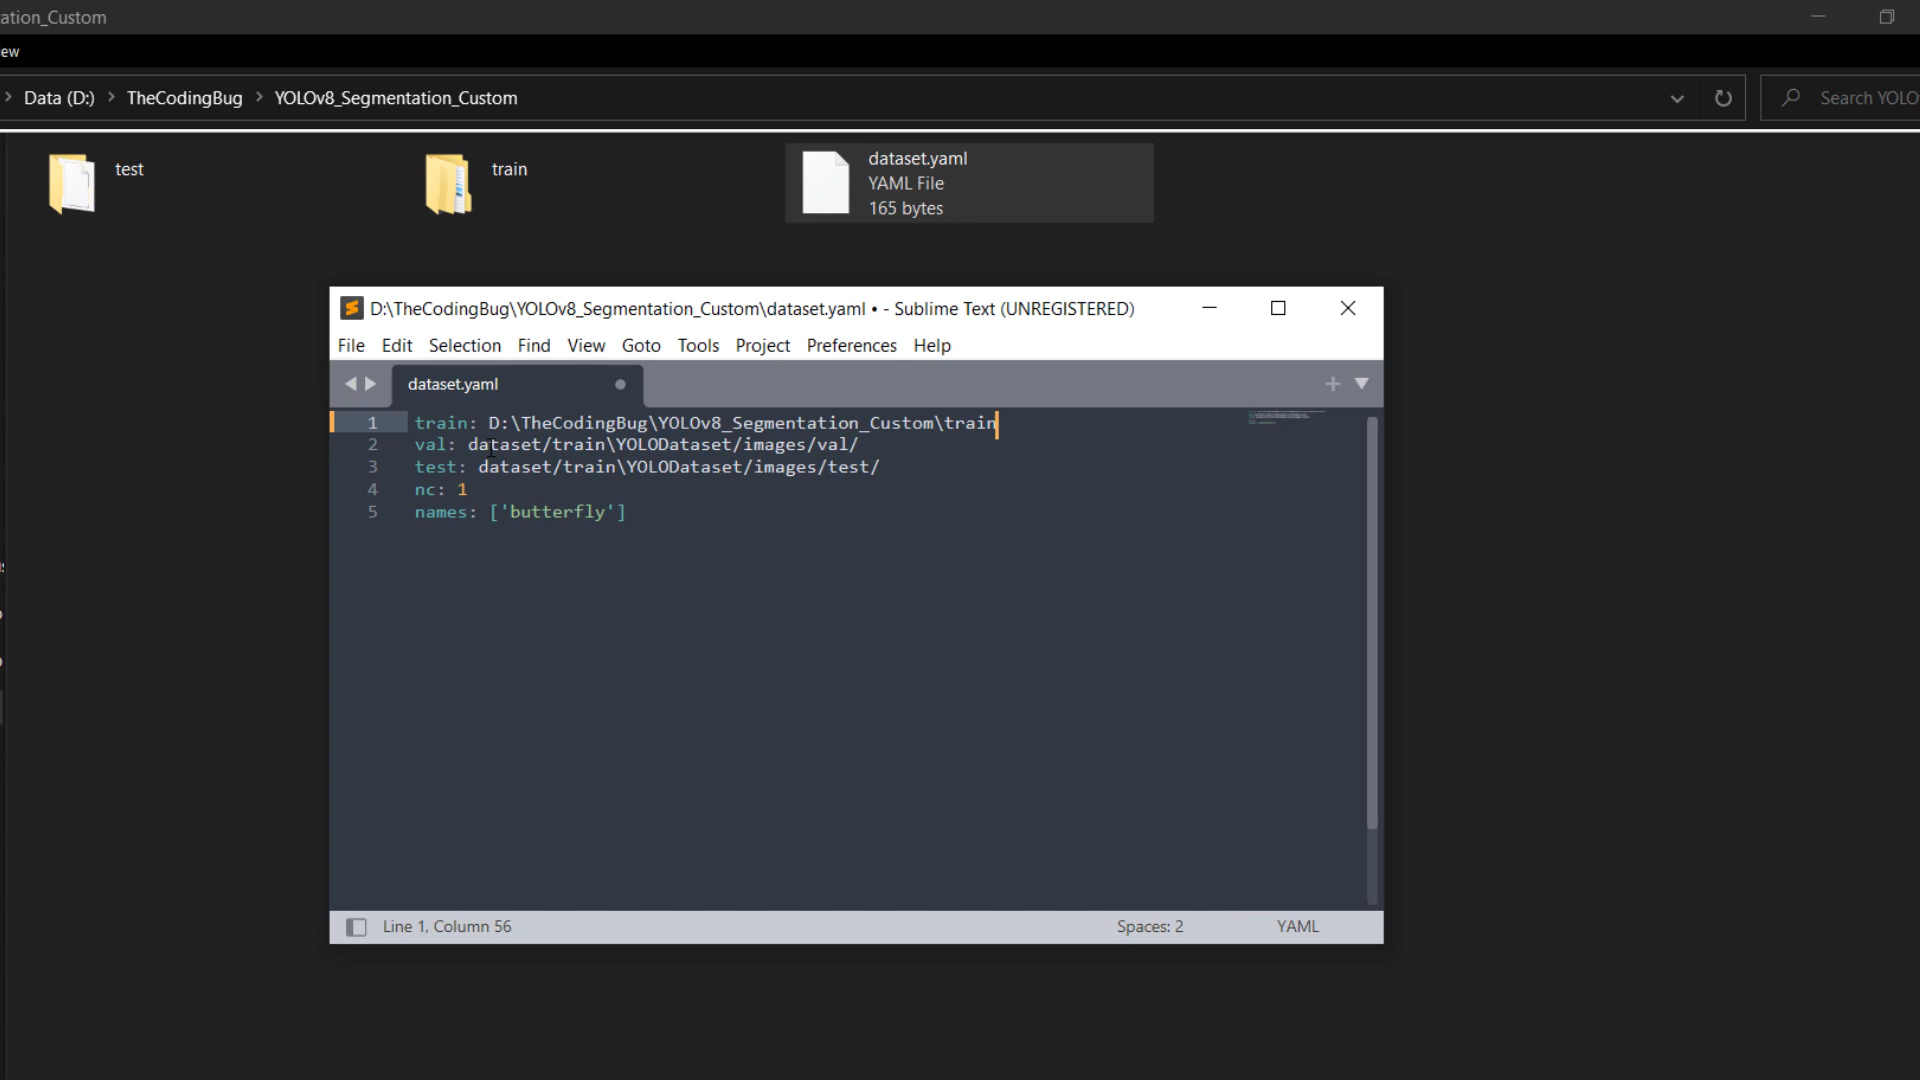 ation_Custom
ew
Data (D:) > TheCodingBug > YOLOv8_Segmentation_Custom
Search YOLO
test
train
dataset.yaml
YAML File
165 bytes
D:\TheCodingBug\YOLOv8_Segmentation_Custom\dataset.yaml • - Sublime Text (UNREGISTERED)
File Edit Selection Find View Goto Tools Project Preferences Help
dataset.yaml
1 train: D:\TheCodingBug\YOLOv8_Segmentation_Custom\train
2 val: dataset/train\YOLODataset/images/val/
3 test: dataset/train\YOLODataset/images/test/
4 nc: 1
5 names: ['butterfly']
Line 1, Column 56
Spaces: 2
YAML